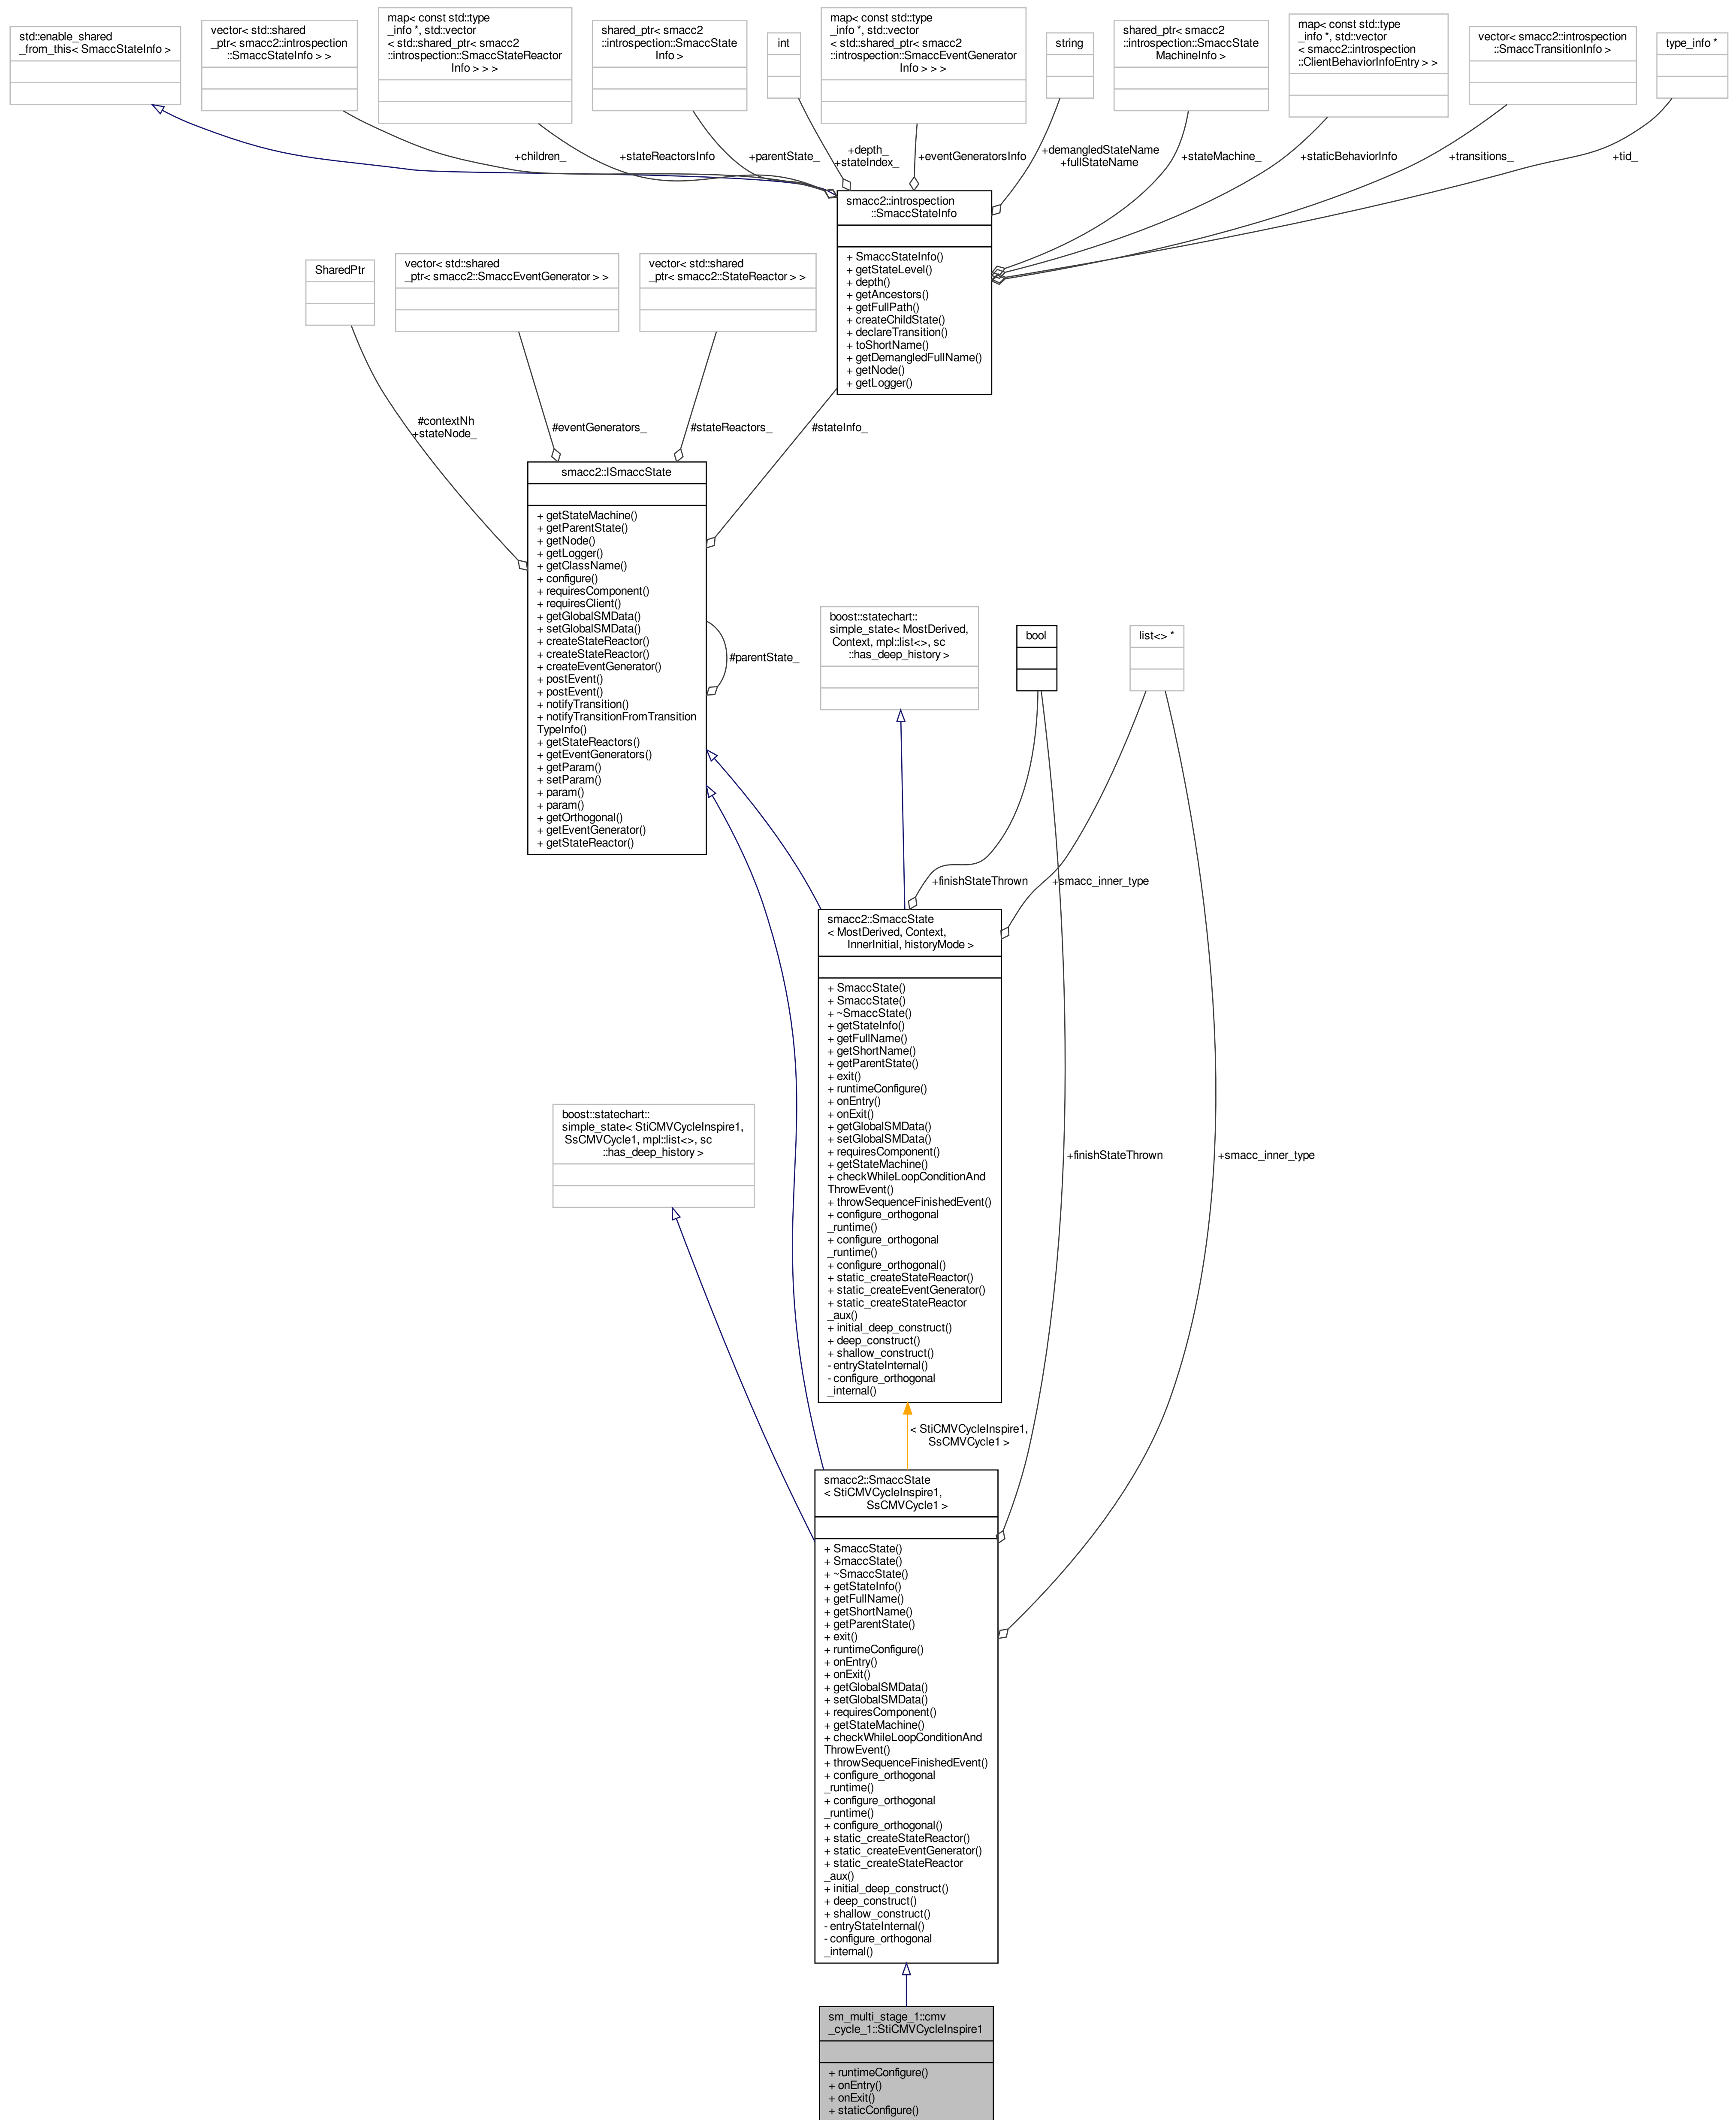 std::enable_shared
_from_this< SmaccStateInfo >
vector< std::shared
_ptr< smacc2::introspection
::SmaccStateInfo > >
map< const std::type
_info *, std::vector
< std::shared_ptr< smacc2
::introspection::SmaccStateReactor
Info > > >
shared_ptr< smacc2
::introspection::SmaccState
Info >
int
map< const std::type
_info *, std::vector
< std::shared_ptr< smacc2
::introspection::SmaccEventGenerator
Info > > >
string
shared_ptr< smacc2
::introspection::SmaccState
MachineInfo >
map< const std::type
_info *, std::vector
< smacc2::introspection
::ClientBehaviorInfoEntry > >
vector< smacc2::introspection
::SmaccTransitionInfo >
type_info *
+children_
+stateReactorsInfo
+parentState_
+depth_
+stateIndex_
+eventGeneratorsInfo
+demangledStateName
+fullStateName
+stateMachine_
+staticBehaviorInfo
+transitions_
+tid_
smacc2::introspection
::SmaccStateInfo
+ SmaccStateInfo()
+ getStateLevel()
+ depth()
+ getAncestors()
+ getFullPath()
+ createChildState()
+ declareTransition()
+ toShortName()
+ getDemangledFullName()
+ getNode()
+ getLogger()
SharedPtr
vector< std::shared
_ptr< smacc2::SmaccEventGenerator > >
vector< std::shared
_ptr< smacc2::StateReactor > >
#contextNh
+stateNode_
#eventGenerators_
#stateReactors_
#stateInfo_
smacc2::ISmaccState
+ getStateMachine()
+ getParentState()
+ getNode()
+ getLogger()
+ getClassName()
+ configure()
+ requiresComponent()
+ requiresClient()
+ getGlobalSMData()
+ setGlobalSMData()
+ createStateReactor()
+ createStateReactor()
+ createEventGenerator()
+ postEvent()
+ postEvent()
+ notifyTransition()
+ notifyTransitionFromTransition
TypeInfo()
+ getStateReactors()
+ getEventGenerators()
+ getParam()
+ setParam()
+ param()
+ param()
+ getOrthogonal()
+ getEventGenerator()
+ getStateReactor()
#parentState_
boost::statechart::
simple_state< MostDerived,
Context, mpl::list<>, sc
::has_deep_history >
bool
list<> *
+finishStateThrown
+smacc_inner_type
smacc2::SmaccState
< MostDerived, Context,
InnerInitial, historyMode >
+ SmaccState()
+ SmaccState()
+ ~SmaccState()
+ getStateInfo()
+ getFullName()
+ getShortName()
+ getParentState()
+ exit()
+ runtimeConfigure()
+ onEntry()
+ onExit()
+ getGlobalSMData()
+ setGlobalSMData()
+ requiresComponent()
+ getStateMachine()
+ checkWhileLoopConditionAnd
ThrowEvent()
+ throwSequenceFinishedEvent()
+ configure_orthogonal
_runtime()
+ configure_orthogonal
_runtime()
+ configure_orthogonal()
+ static_createStateReactor()
+ static_createEventGenerator()
+ static_createStateReactor
_aux()
+ initial_deep_construct()
+ deep_construct()
+ shallow_construct()
- entryStateInternal()
- configure_orthogonal
_internal()
boost::statechart::
simple_state< StiCMVCycleInspire1,
SsCMVCycle1, mpl::list<>, sc
::has_deep_history >
+finishStateThrown
+smacc_inner_type
< StiCMVCycleInspire1,
SsCMVCycle1 >
smacc2::SmaccState
< StiCMVCycleInspire1,
SsCMVCycle1 >
+ SmaccState()
+ SmaccState()
+ ~SmaccState()
+ getStateInfo()
+ getFullName()
+ getShortName()
+ getParentState()
+ exit()
+ runtimeConfigure()
+ onEntry()
+ onExit()
+ getGlobalSMData()
+ setGlobalSMData()
+ requiresComponent()
+ getStateMachine()
+ checkWhileLoopConditionAnd
ThrowEvent()
+ throwSequenceFinishedEvent()
+ configure_orthogonal
_runtime()
+ configure_orthogonal
_runtime()
+ configure_orthogonal()
+ static_createStateReactor()
+ static_createEventGenerator()
+ static_createStateReactor
_aux()
+ initial_deep_construct()
+ deep_construct()
+ shallow_construct()
- entryStateInternal()
- configure_orthogonal
_internal()
sm_multi_stage_1::cmv
_cycle_1::StiCMVCycleInspire1
+ runtimeConfigure()
+ onEntry()
+ onExit()
+ staticConfigure()